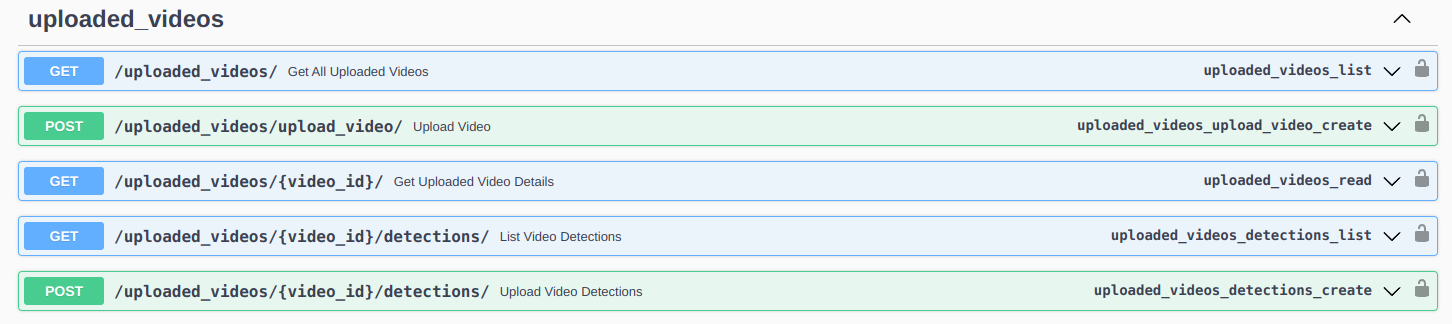 uploaded_videos
GET /uploaded_videos/ Get All Uploaded Videos uploaded_videos_list
POST /uploaded_videos/upload_video/ Upload Video uploaded_videos_upload_video_create
GET /uploaded_videos/{video_id}/ Get Uploaded Video Details uploaded_videos_read
GET /uploaded_videos/{video_id}/detections/ List Video Detections uploaded_videos_detections_list
POST /uploaded_videos/{video_id}/detections/ Upload Video Detections uploaded_videos_detections_create